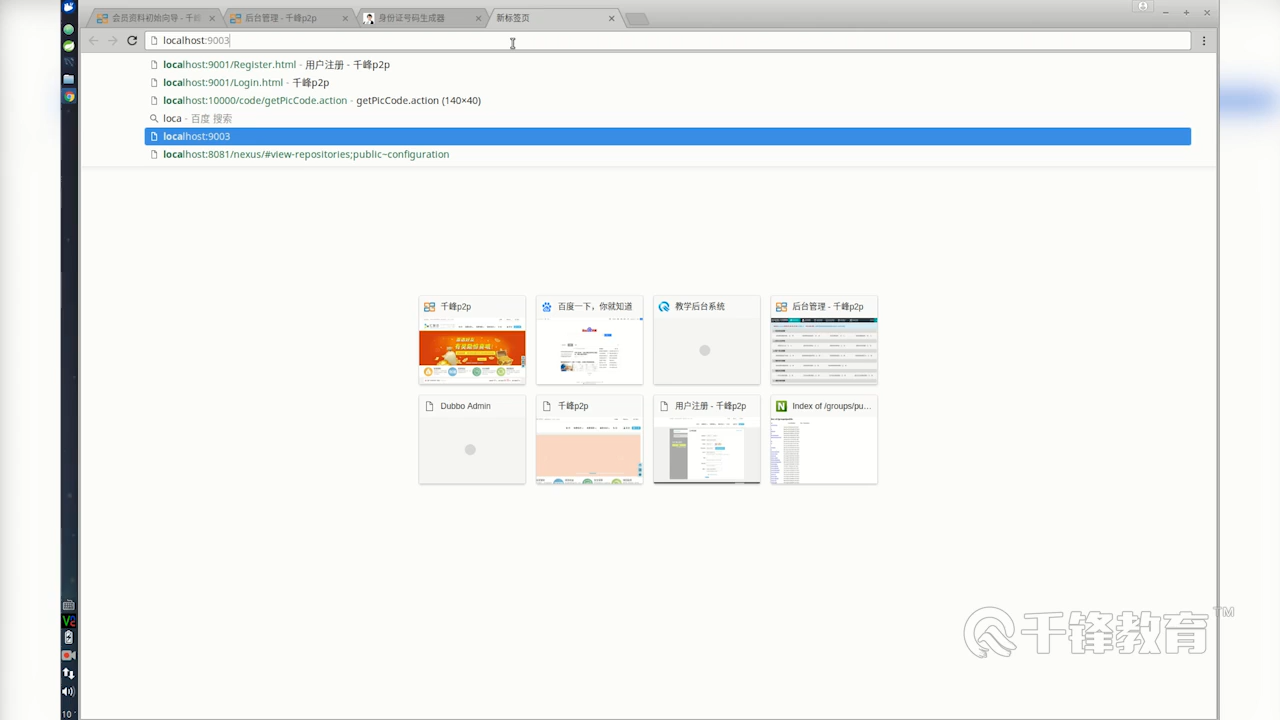 会员资料初始向导 - 千峰
后台管理 - 千峰p2p
身份证号码生成器
新标签页
localhost:9003
localhost:9001/Register.html - 用户注册 - 千峰p2p
localhost:9001/Login.html - 千峰p2p
localhost:10000/code/getPicCode.action - getPicCode.action (140×40)
loca - 百度 搜索
localhost:9003
localhost:8081/nexus/#view-repositories;public~configuration
千峰p2p
百度一下，你就知道
教学后台系统
后台管理 - 千峰p2p
Dubbo Admin
千峰p2p
用户注册 - 千峰p2p
Index of /groups/pu...
千锋教育 TM
10